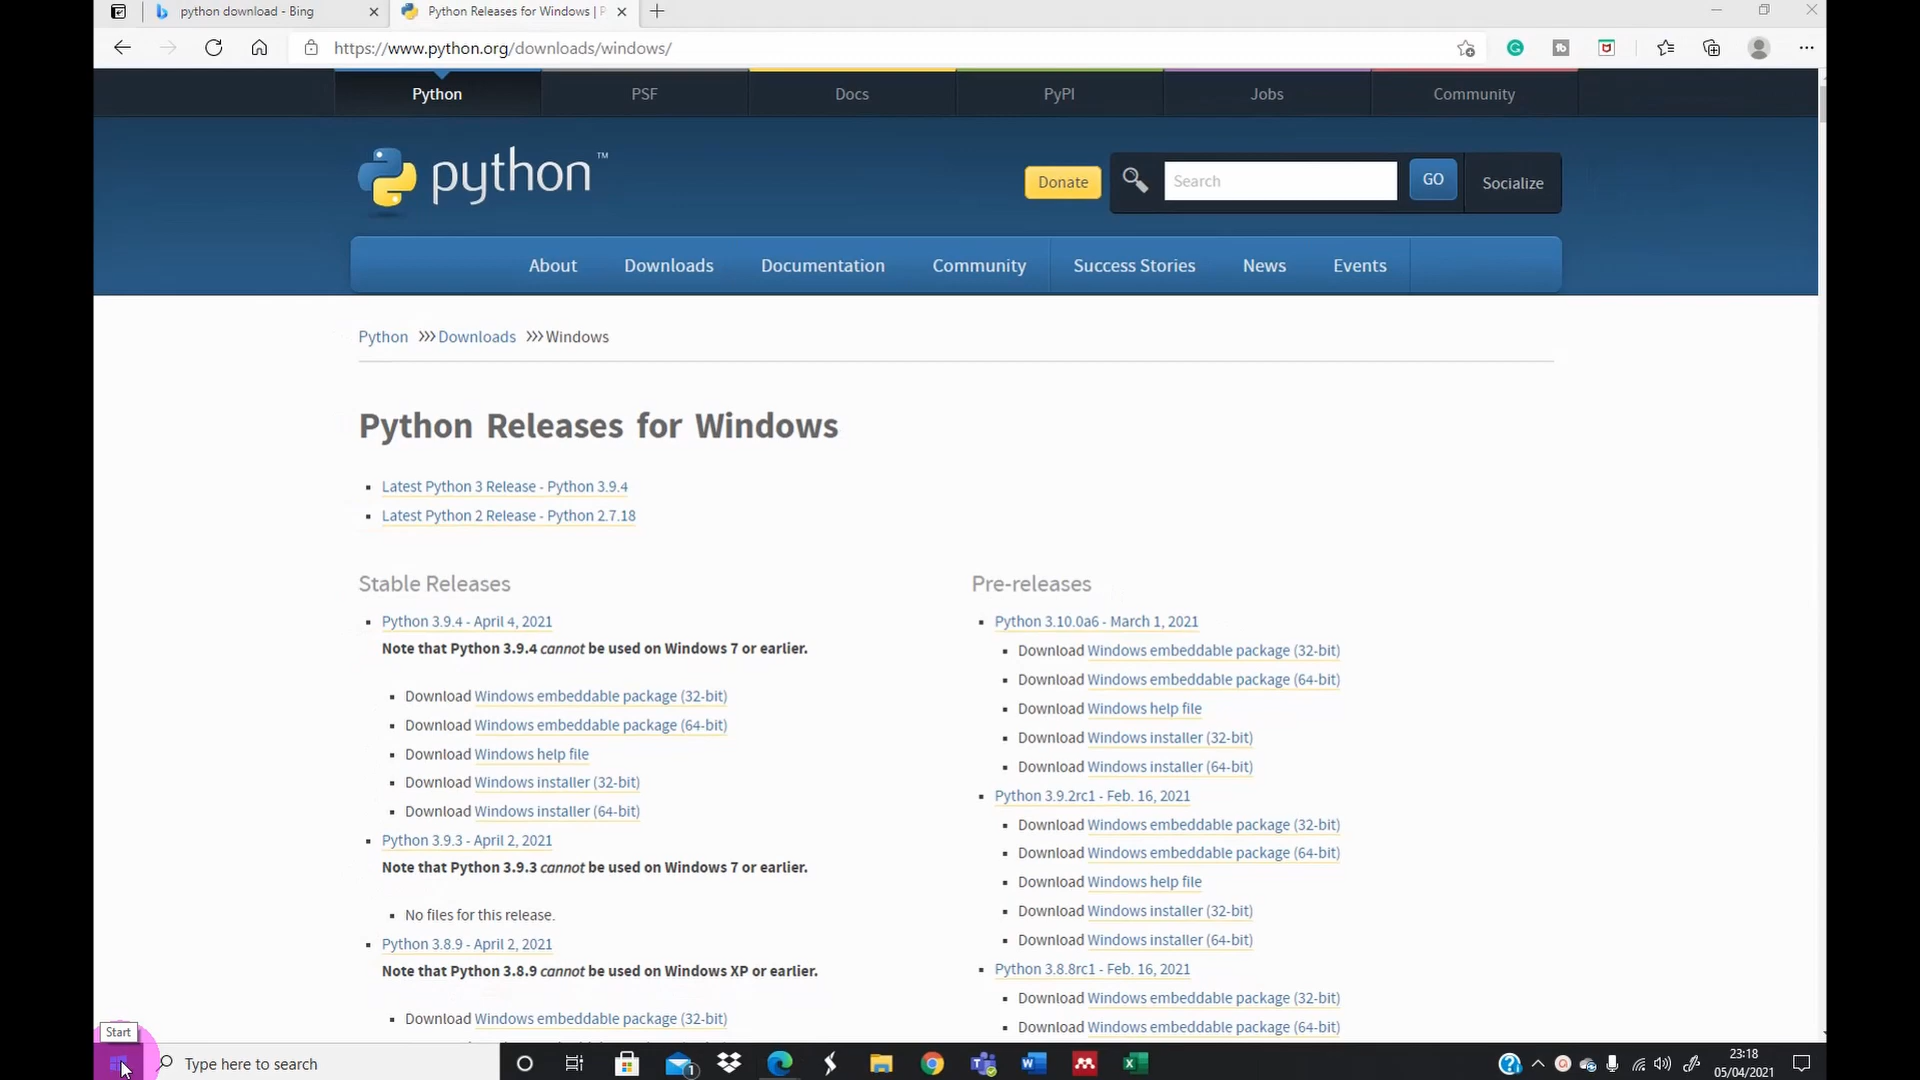 python download - Bing
Python Releases for Windows | P
https://www.python.org/downloads/windows/
Python PSF Docs PyPI Jobs Community
python™
Donate
Search
GO
Socialize
About Downloads Documentation Community Success Stories News Events
Python >>> Downloads >>> Windows
Python Releases for Windows
Latest Python 3 Release - Python 3.9.4
Latest Python 2 Release - Python 2.7.18
Stable Releases
Python 3.9.4 - April 4, 2021
Note that Python 3.9.4 cannot be used on Windows 7 or earlier.
Download Windows embeddable package (32-bit)
Download Windows embeddable package (64-bit)
Download Windows help file
Download Windows installer (32-bit)
Download Windows installer (64-bit)
Python 3.9.3 - April 2, 2021
Note that Python 3.9.3 cannot be used on Windows 7 or earlier.
No files for this release.
Python 3.8.9 - April 2, 2021
Note that Python 3.8.9 cannot be used on Windows XP or earlier.
Download Windows embeddable package (32-bit)
Pre-releases
Python 3.10.0a6 - March 1, 2021
Download Windows embeddable package (32-bit)
Download Windows embeddable package (64-bit)
Download Windows help file
Download Windows installer (32-bit)
Download Windows installer (64-bit)
Python 3.9.2rc1 - Feb. 16, 2021
Download Windows embeddable package (32-bit)
Download Windows embeddable package (64-bit)
Download Windows help file
Download Windows installer (32-bit)
Download Windows installer (64-bit)
Python 3.8.8rc1 - Feb. 16, 2021
Download Windows embeddable package (32-bit)
Download Windows embeddable package (64-bit)
Start
Type here to search
1
23:18
05/04/2021